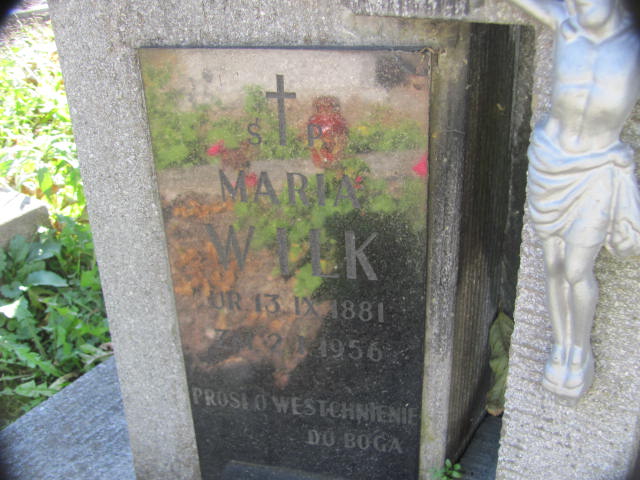 Ś P
MARIA
WILK
UR 13.IX.1881
1956
PROSI O WESTCHNIENIE
DO BOGA